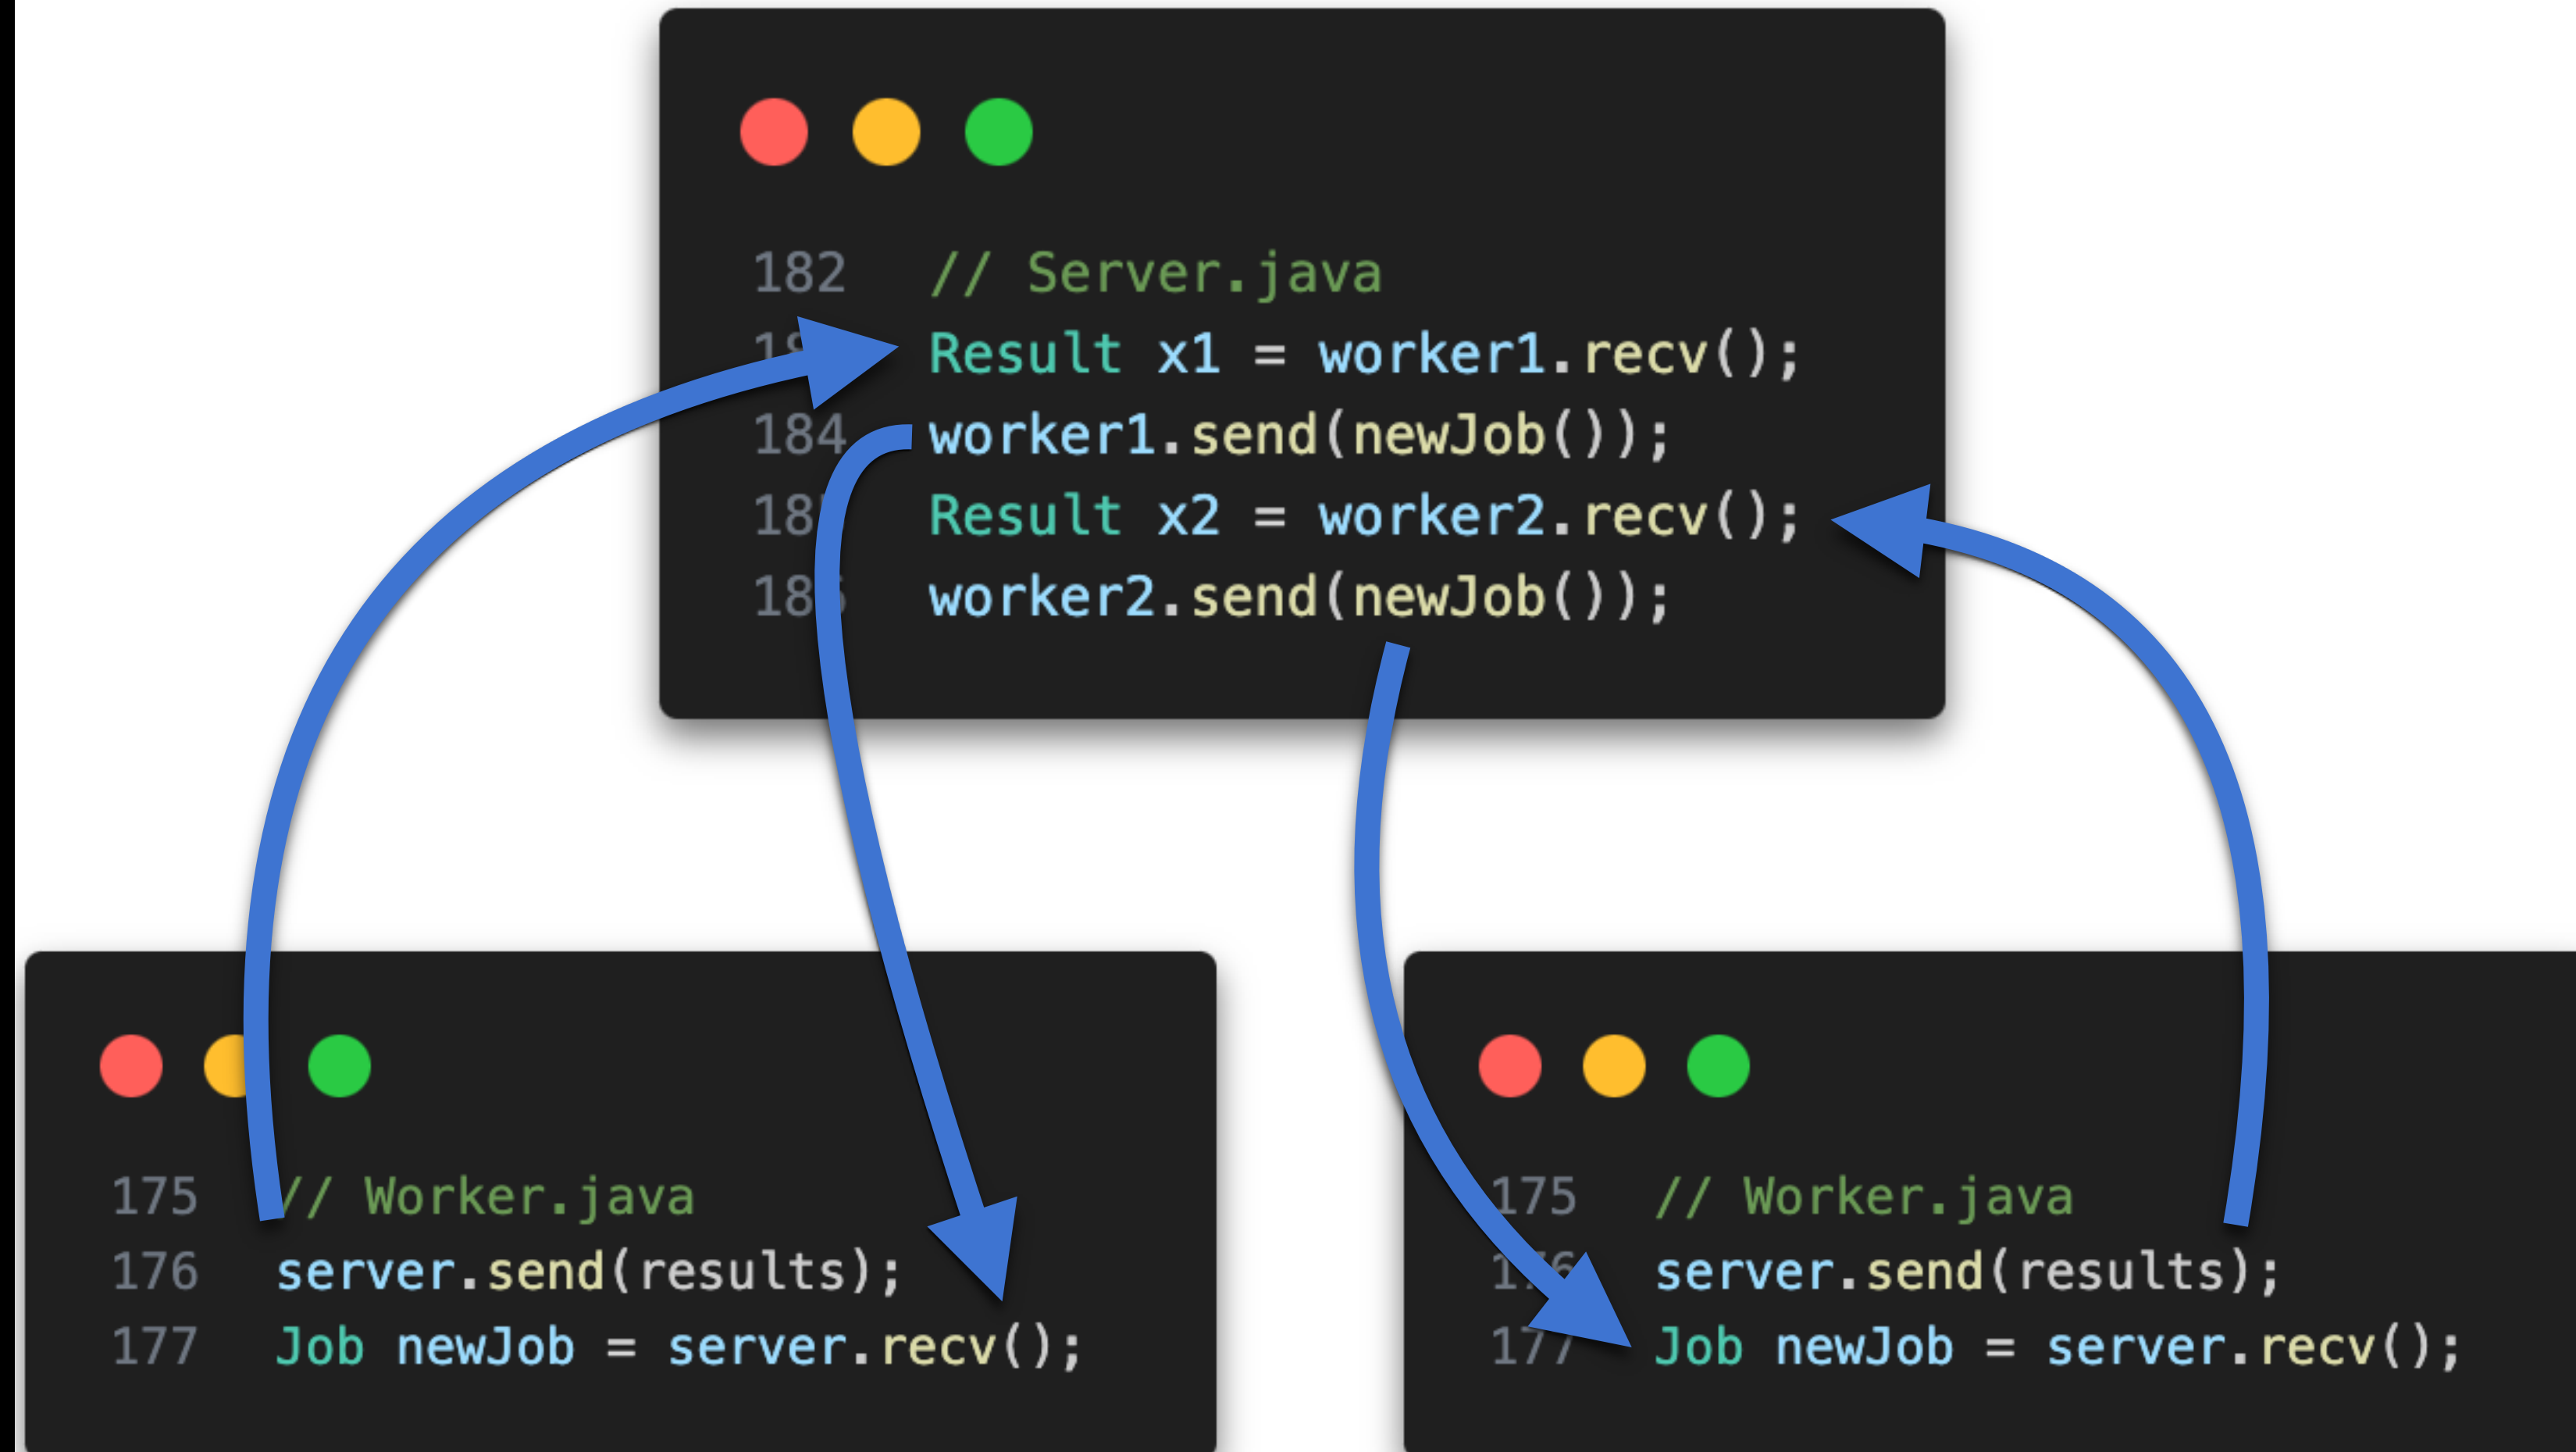 182 // Server.java
Result x1 = worker1.recv();
184 worker1.send(newJob());
Result x2 = worker2.recv();
worker2.send(newJob());
175 // Worker.java
176 server.send(results);
177 Job newJob = server.recv();
175 // Worker.java
176 server.send(results);
177 Job newJob = server.recv();